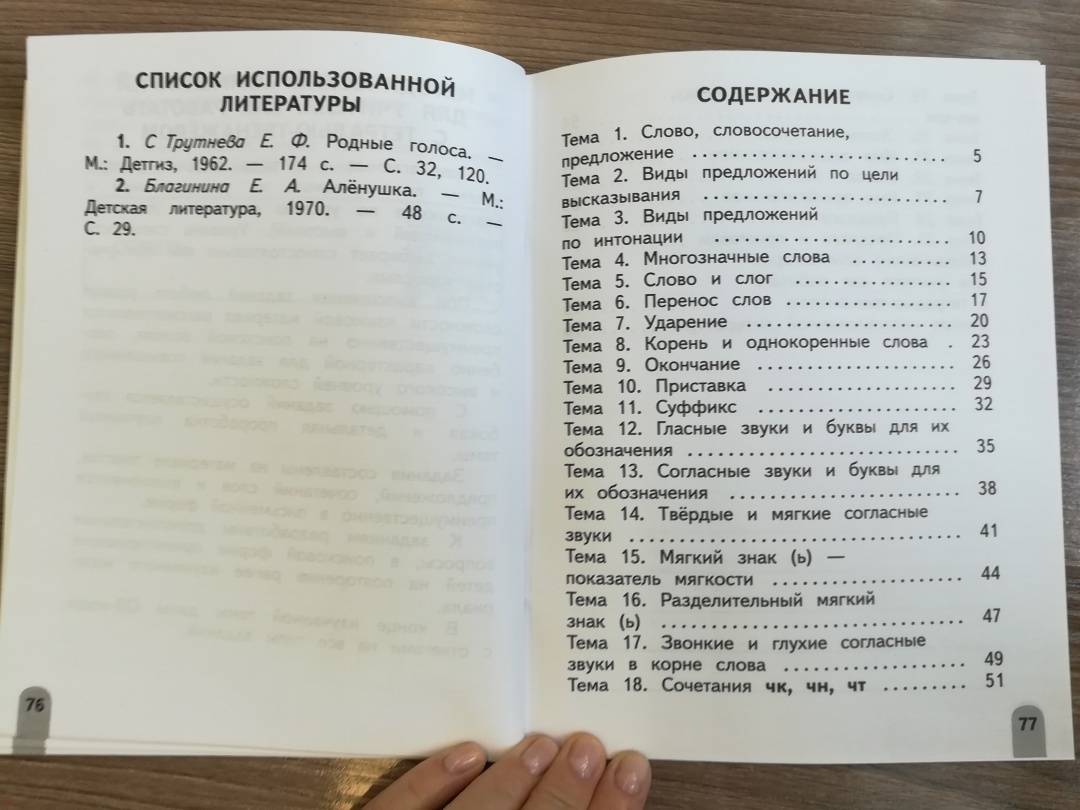 СПИСОК ИСПОЛЬЗОВАННОЙ
ЛИТЕРАТУРЫ
1. С Трутнева Е. Ф. Родные голоса. —
М.: Детгиз, 1962. — 174 с. — С. 32, 120.
2. Благинина Е. А. Алёнушка. — М.:
Детская литература, 1970. — 48 с. —
С. 29.
76
СОДЕРЖАНИЕ
Тема 1. Слово, словосочетание,
предложение .......................... 5
Тема 2. Виды предложений по цели
высказывания ......................... 7
Тема 3. Виды предложений
по интонации ........................ 10
Тема 4. Многозначные слова .......... 13
Тема 5. Слово и слог ................ 15
Тема 6. Перенос слов ................ 17
Тема 7. Ударение .................... 20
Тема 8. Корень и однокоренные слова . 23
Тема 9. Окончание ................... 26
Тема 10. Приставка .................. 29
Тема 11. Суффикс .................... 32
Тема 12. Гласные звуки и буквы для их
обозначения ......................... 35
Тема 13. Согласные звуки и буквы для
их обозначения ...................... 38
Тема 14. Твёрдые и мягкие согласные
звуки ............................... 41
Тема 15. Мягкий знак (ь) —
показатель мягкости ................. 44
Тема 16. Разделительный мягкий
знак (ь) ............................ 47
Тема 17. Звонкие и глухие согласные
звуки в корне слова ................. 49
Тема 18. Сочетания чк, чн, чт ......... 51
77